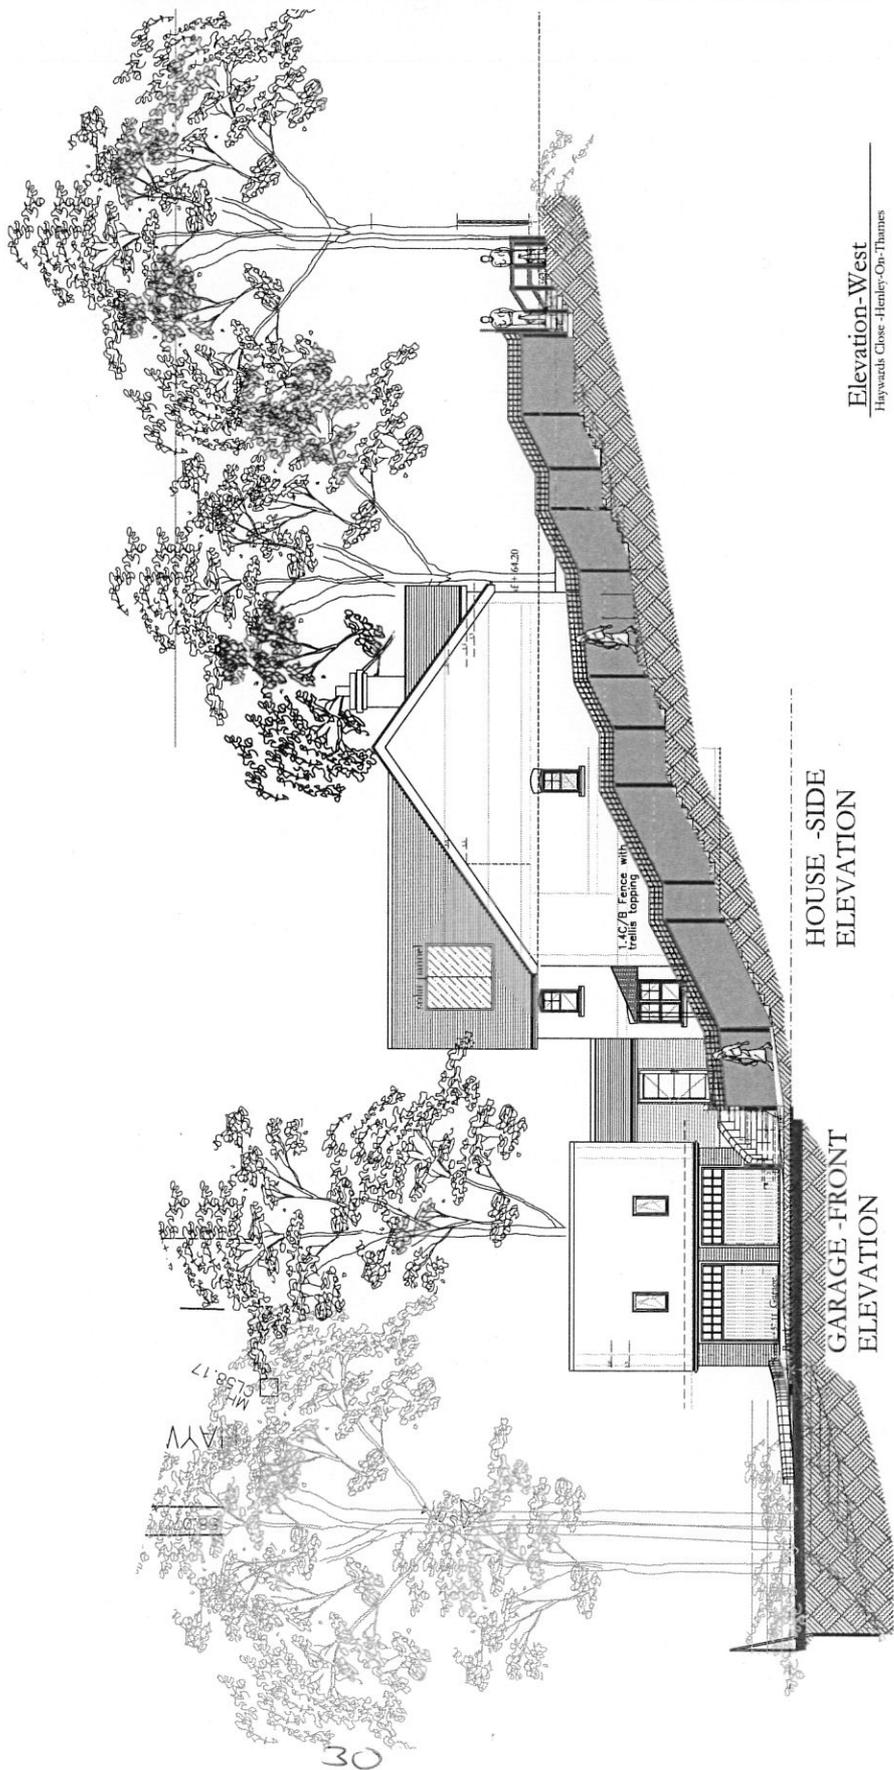 Elevation-West
Haywards Close -Henley-On-Thames
HOUSE -SIDE
ELEVATION
GARAGE -FRONT
ELEVATION
1.4C/B Fence with
trellis topping
+ 64.20
MH
CL58.17
30